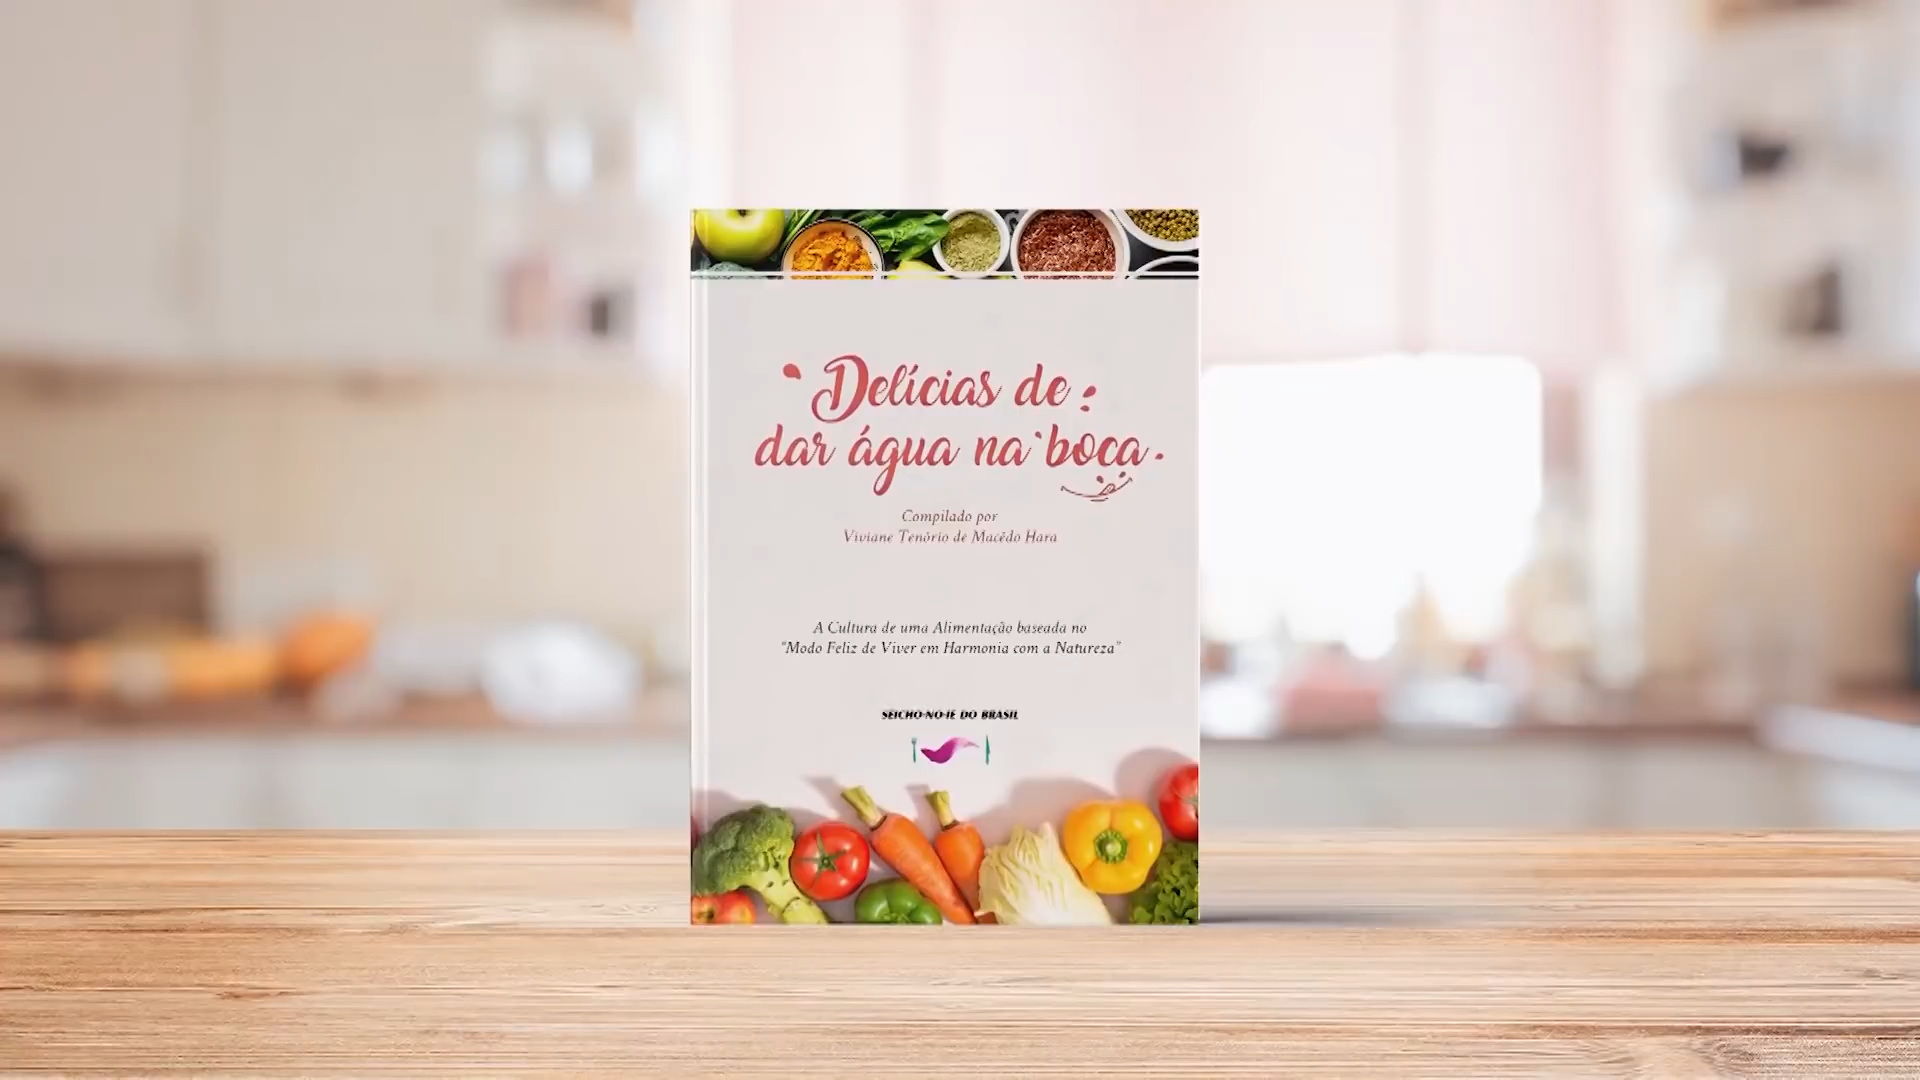 Delícias de
dar água na boca
Compilado por
Viviane Tenório de Macêdo Hara
A Cultura de uma Alimentação baseada no
"Modo Feliz de Viver em Harmonia com a Natureza"
SEICHO-NO-IE DO BRASIL